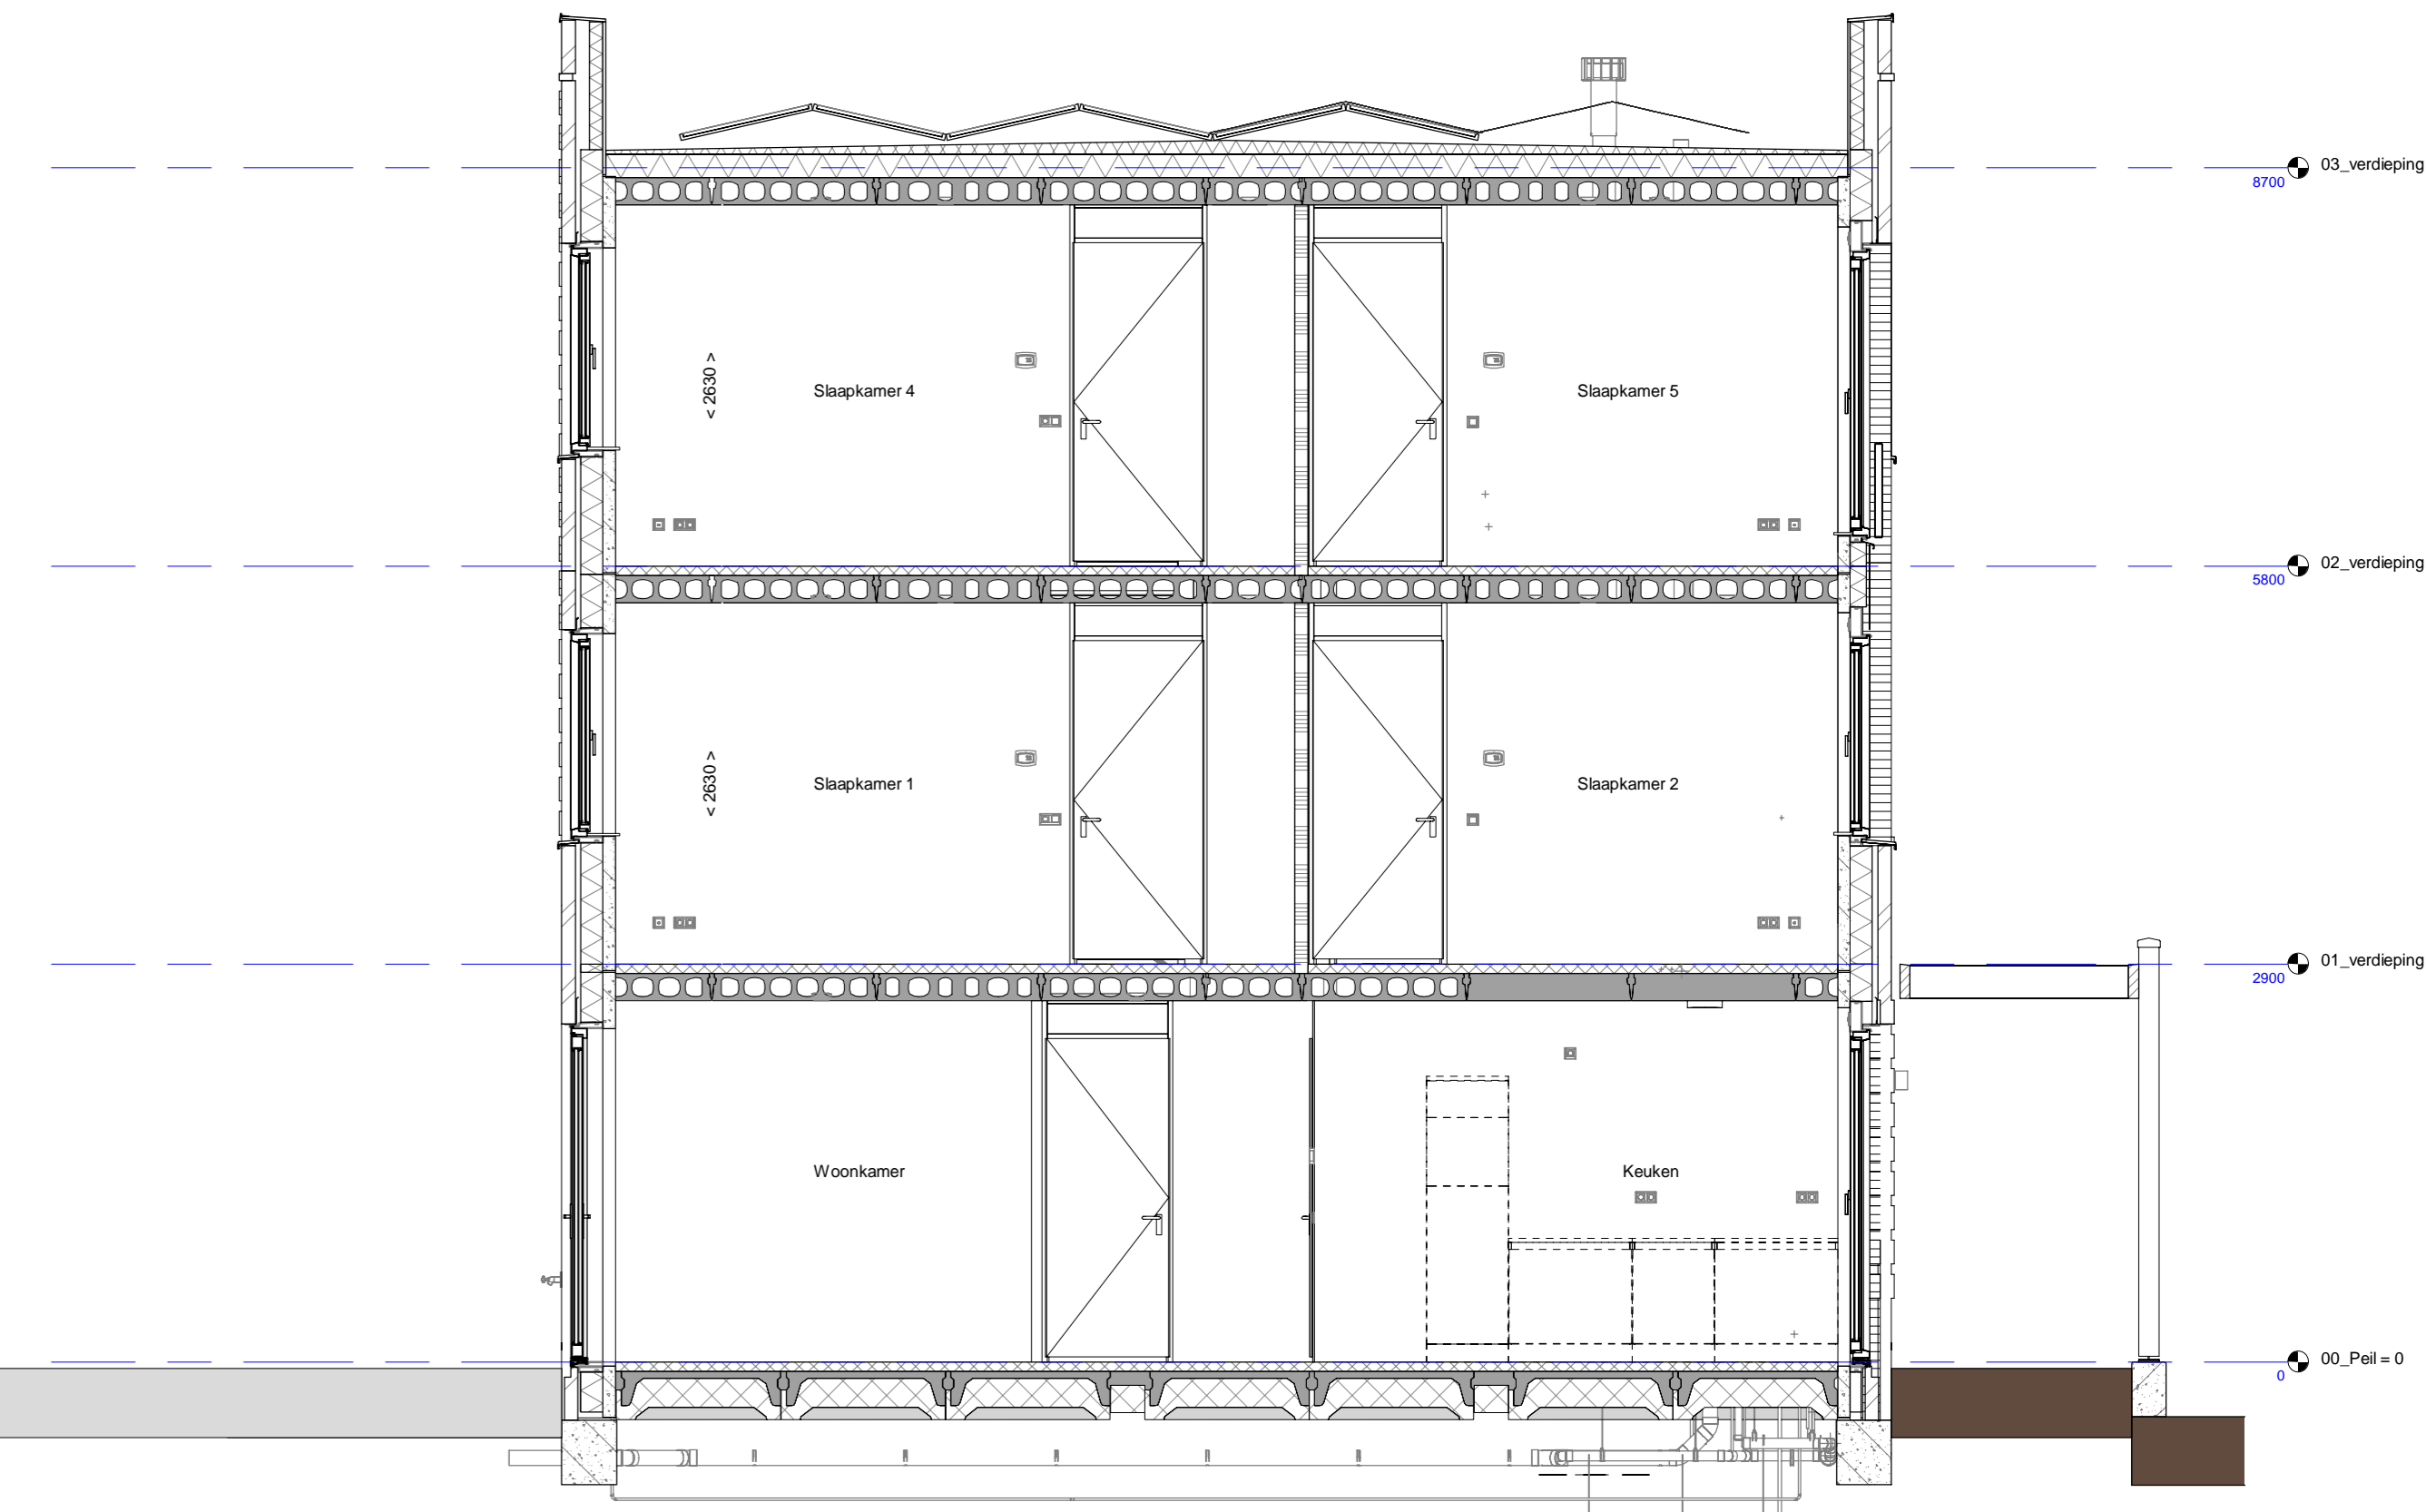 03_verdieping
8700
Slaapkamer 4
< 2630 >
Slaapkamer 5
02_verdieping
5800
Slaapkamer 1
< 2630 >
Slaapkamer 2
01_verdieping
2900
Woonkamer
Keuken
00_Peil = 0
0